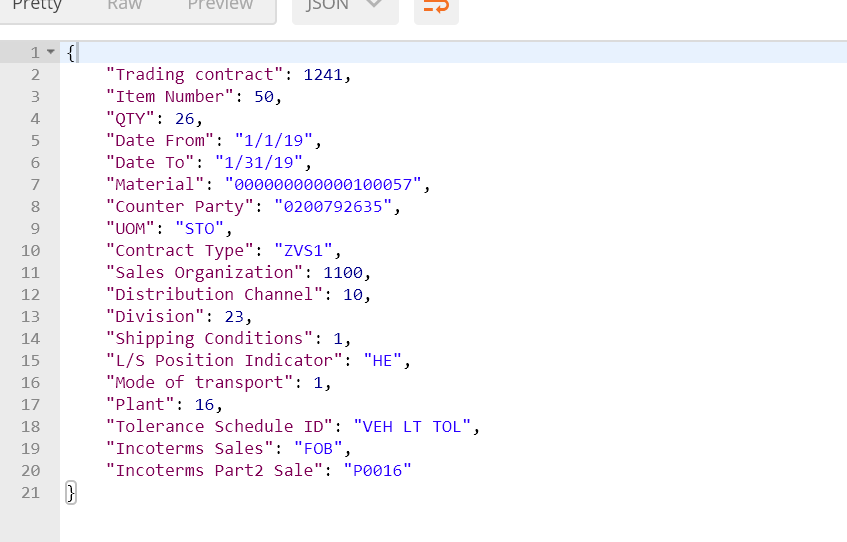 Pretty Raw Preview JSON
1 {
2 "Trading contract": 1241,
3 "Item Number": 50,
4 "QTY": 26,
5 "Date From": "1/1/19",
6 "Date To": "1/31/19",
7 "Material": "000000000000100057",
8 "Counter Party": "0200792635",
9 "UOM": "STO",
10 "Contract Type": "ZVS1",
11 "Sales Organization": 1100,
12 "Distribution Channel": 10,
13 "Division": 23,
14 "Shipping Conditions": 1,
15 "L/S Position Indicator": "HE",
16 "Mode of transport": 1,
17 "Plant": 16,
18 "Tolerance Schedule ID": "VEH LT TOL",
19 "Incoterms Sales": "FOB",
20 "Incoterms Part2 Sale": "P0016"
21 }